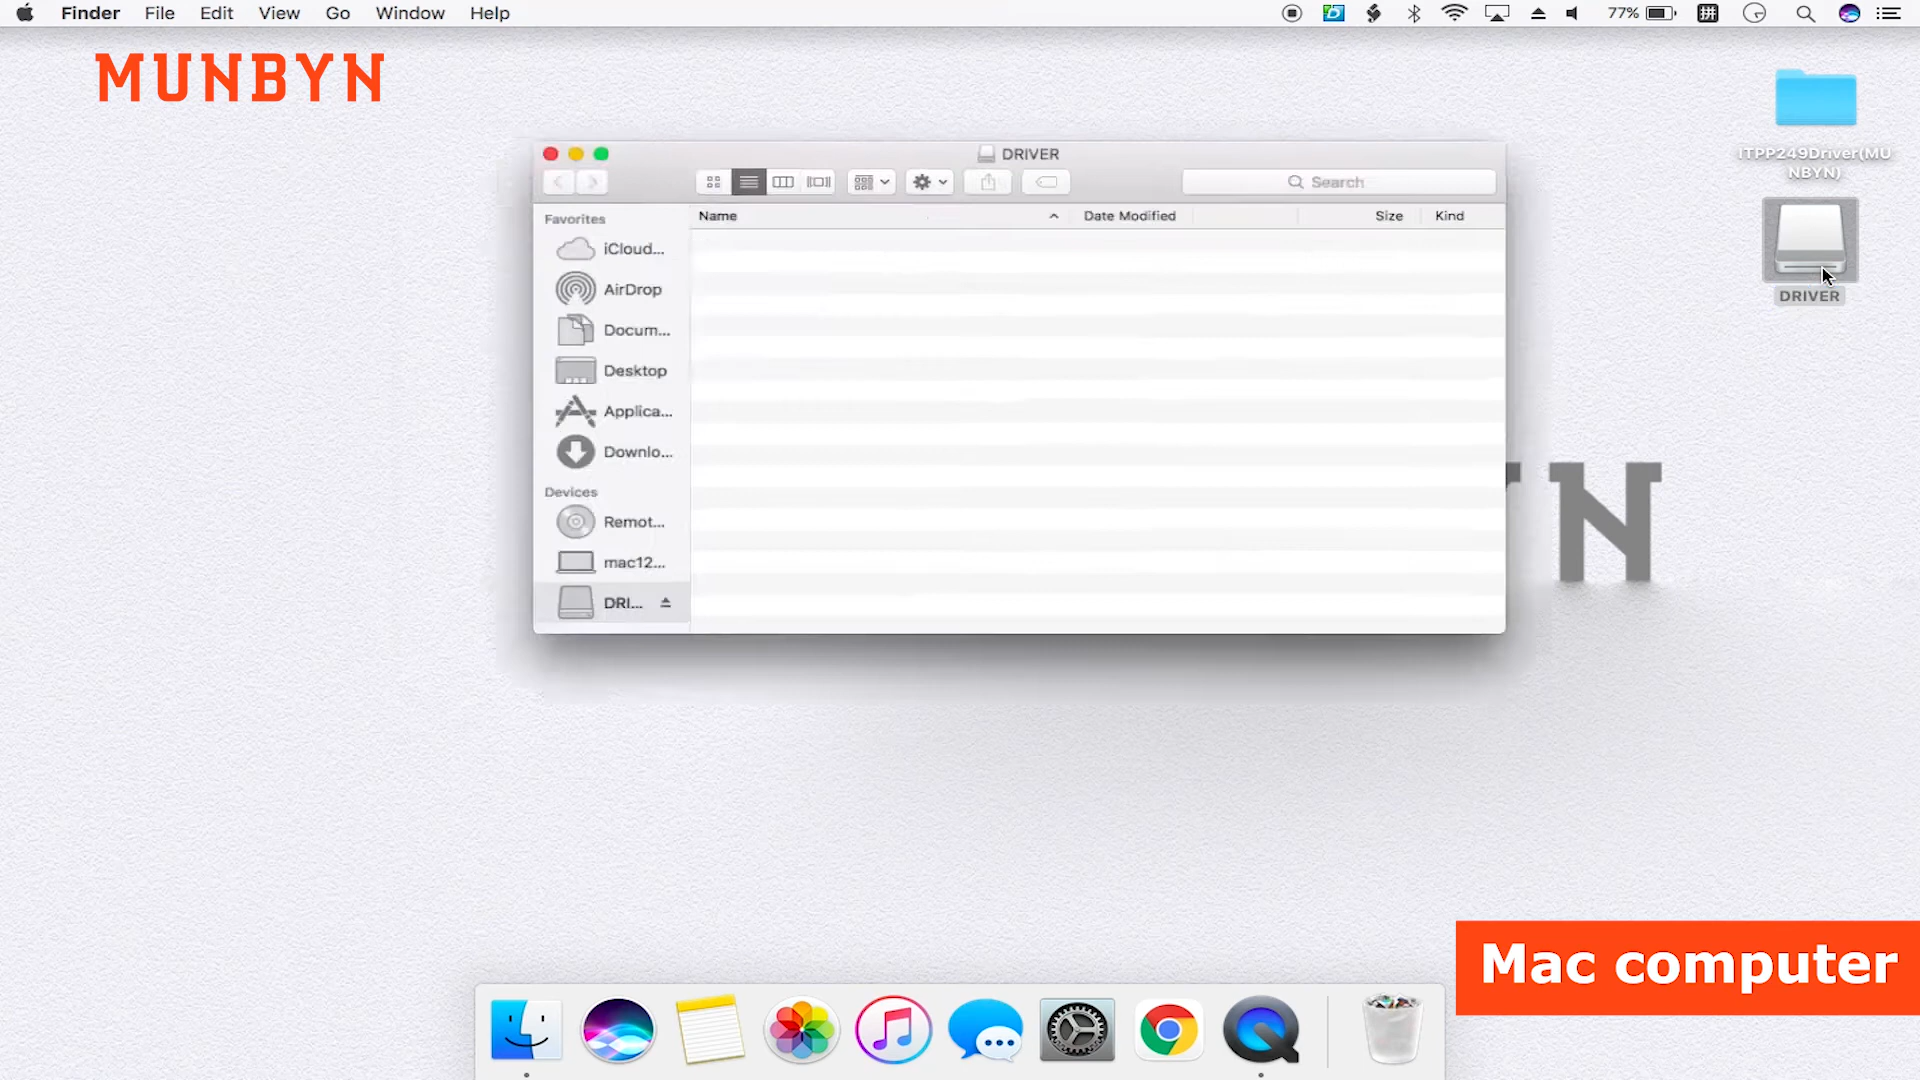 Finder File Edit View Go Window Help 77% 拼
MUNBYN
ITPP249Driver(MU
NBYN)
DRIVER
DRIVER
Search
Name Date Modified Size Kind
Favorites
iCloud...
AirDrop
Docum...
Desktop
Applica...
Downlo...
Devices
Remot...
mac12...
DRI...
N
Mac computer